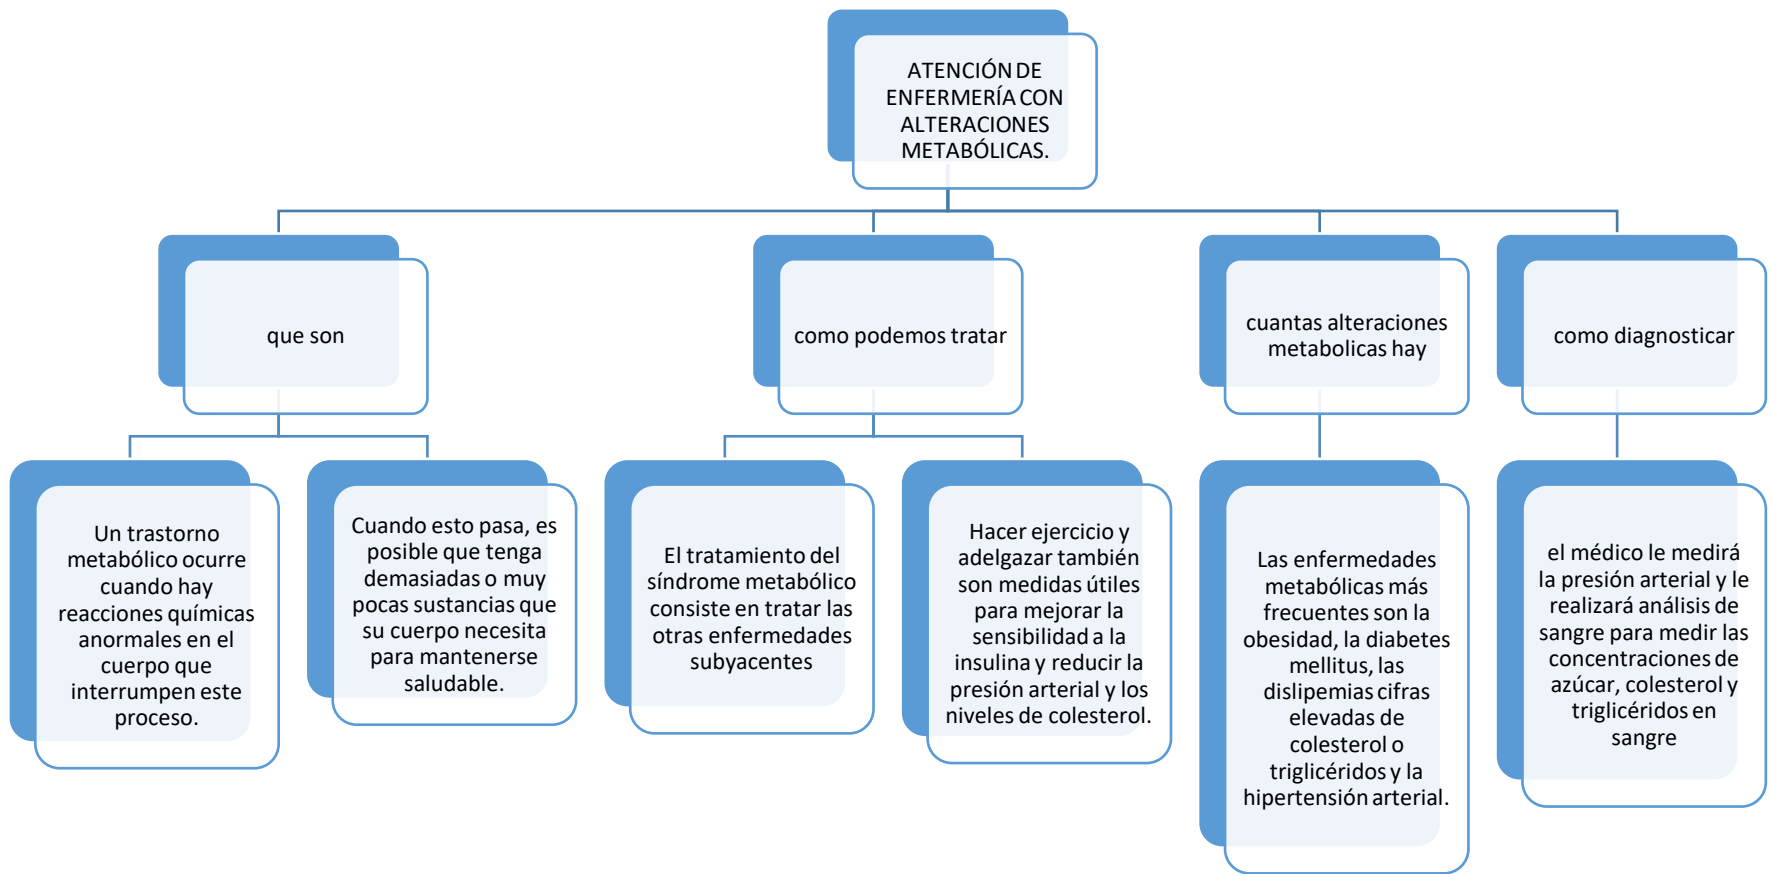 ATENCIÓN DE
ENFERMERÍA CON
ALTERACIONES
METABÓLICAS.
que son
como podemos tratar
cuantas alteraciones
metabolicas hay
como diagnosticar
Un trastorno
metabólico ocurre
cuando hay
reacciones químicas
anormales en el
cuerpo que
interrumpen este
proceso.
Cuando esto pasa, es
posible que tenga
demasiadas o muy
pocas sustancias que
su cuerpo necesita
para mantenerse
saludable.
El tratamiento del
síndrome metabólico
consiste en tratar las
otras enfermedades
subyacentes
Hacer ejercicio y
adelgazar también
son medidas útiles
para mejorar la
sensibilidad a la
insulina y reducir la
presión arterial y los
niveles de colesterol.
Las enfermedades
metabólicas más
frecuentes son la
obesidad, la diabetes
mellitus, las
dislipemias cifras
elevadas de
colesterol o
triglicéridos y la
hipertensión arterial.
el médico le medirá
la presión arterial y le
realizará análisis de
sangre para medir las
concentraciones de
azúcar, colesterol y
triglicéridos en
sangre